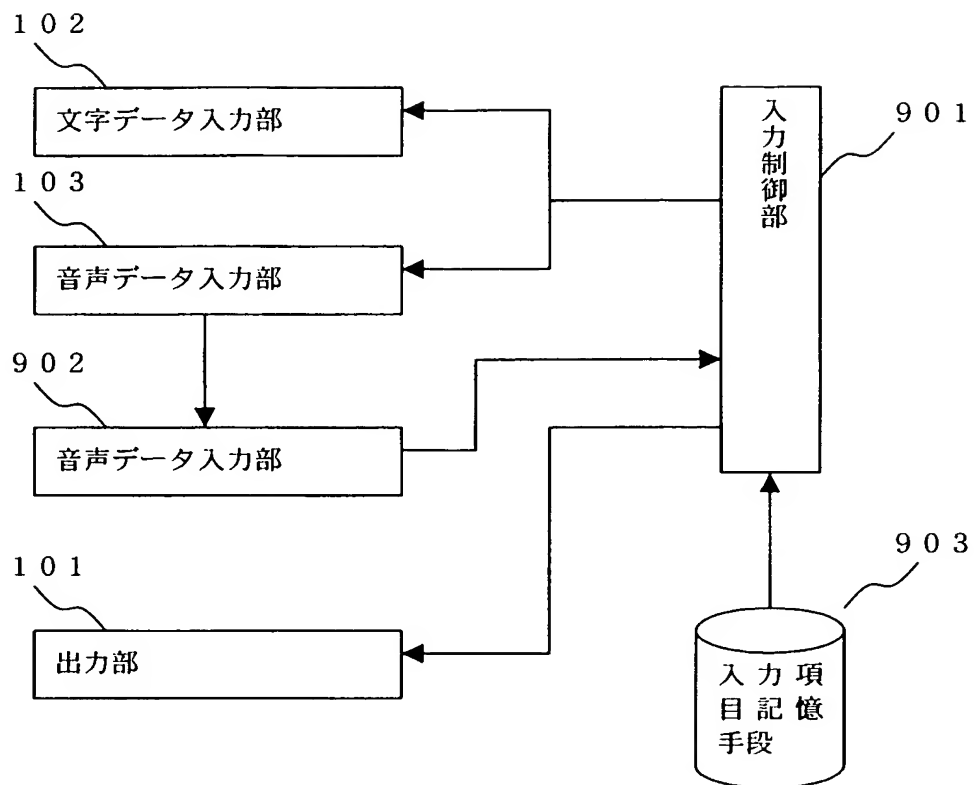 １０２
文字データ入力部
１０３
音声データ入力部
９０２
音声データ入力部
１０１
出力部
入力制御部
９０１
９０３
入力項
目記憶
手段